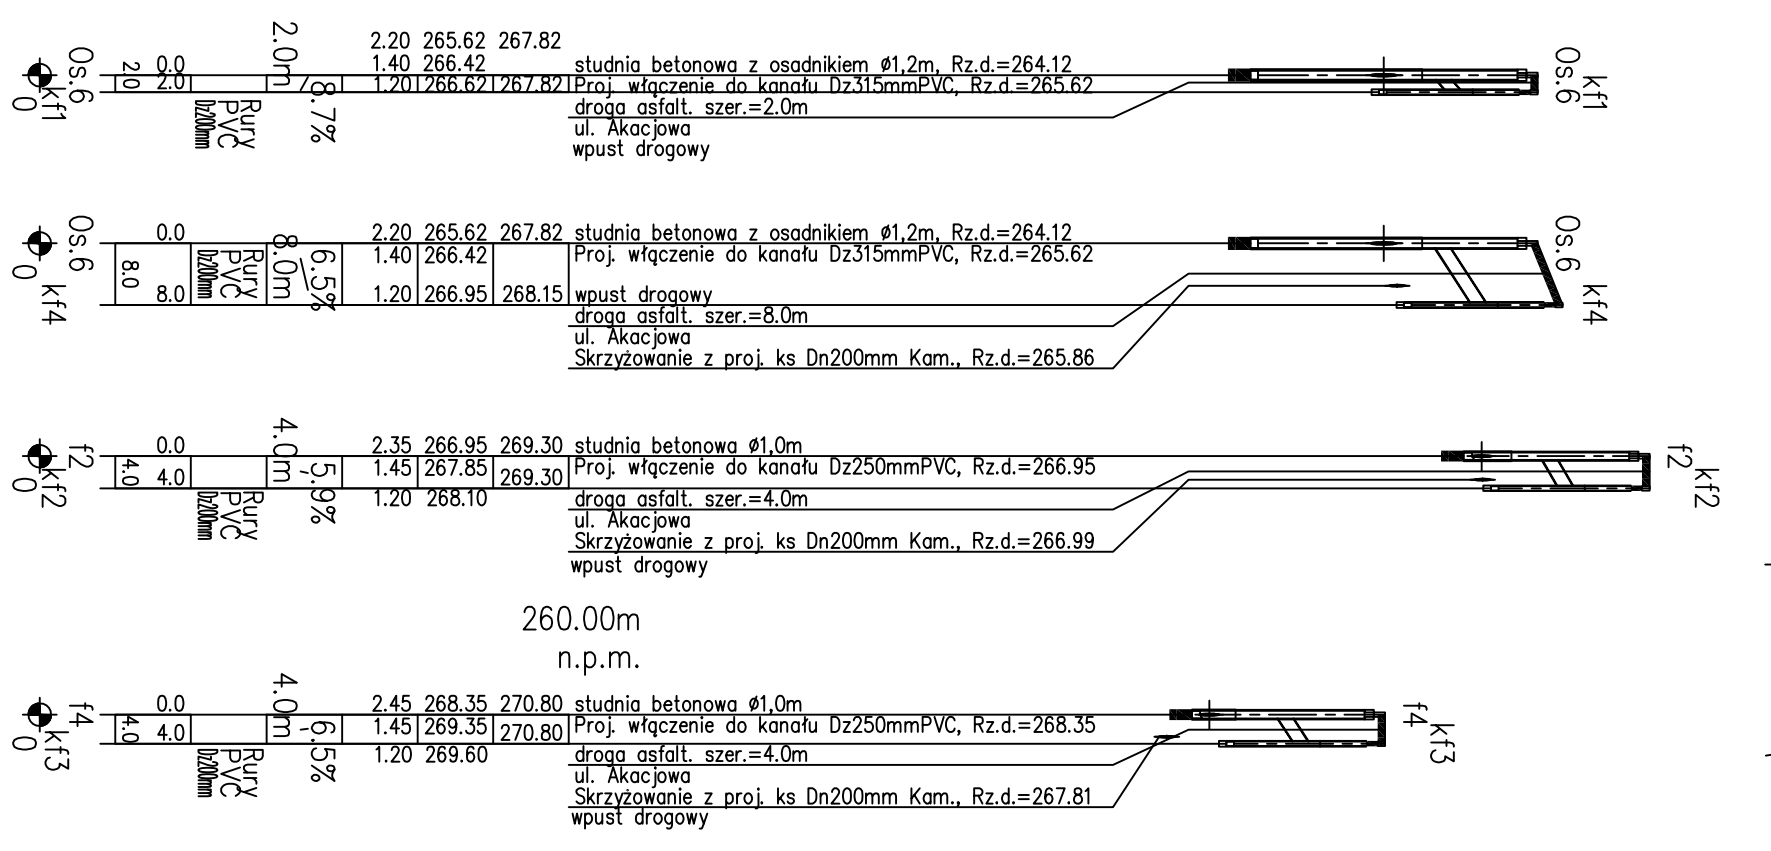 2.20 265.62 267.82
0.0 1.40 266.42 studnia betonowa z osadnikiem ø1,2m, Rz.d.=264.12
2.0 1.20 266.62 267.82 Proj. włączenie do kanału Dz315mmPVC, Rz.d.=265.62
droga asfalt. szer.=2.0m
ul. Akacjowa
wpust drogowy
Os.6
kf1
0
2.0
Rury
PVC
Dz200mm
2.0m
8.7%
Os.6
kf1
0.0 2.20 265.62 267.82 studnia betonowa z osadnikiem ø1,2m, Rz.d.=264.12
1.40 266.42 Proj. włączenie do kanału Dz315mmPVC, Rz.d.=265.62
8.0 1.20 266.95 268.15 wpust drogowy
droga asfalt. szer.=8.0m
ul. Akacjowa
Skrzyżowanie z proj. ks Dn200mm Kam., Rz.d.=265.86
Os.6
kf4
0
8.0
Rury
PVC
Dz200mm
8.0m
6.5%
Os.6
kf4
0.0 2.35 266.95 269.30 studnia betonowa ø1,0m
1.45 267.85 Proj. włączenie do kanału Dz250mmPVC, Rz.d.=266.95
4.0 269.30
1.20 268.10 droga asfalt. szer.=4.0m
ul. Akacjowa
Skrzyżowanie z proj. ks Dn200mm Kam., Rz.d.=266.99
wpust drogowy
f2
kf2
0
4.0
Rury
PVC
Dz200mm
4.0m
5.9%
f2
kf2
260.00m
n.p.m.
0.0 2.45 268.35 270.80 studnia betonowa ø1,0m
1.45 269.35 Proj. włączenie do kanału Dz250mmPVC, Rz.d.=268.35
4.0 270.80
1.20 269.60 droga asfalt. szer.=4.0m
ul. Akacjowa
Skrzyżowanie z proj. ks Dn200mm Kam., Rz.d.=267.81
wpust drogowy
f4
kf3
0
4.0
Rury
PVC
Dz200mm
4.0m
6.5%
f4
kf3